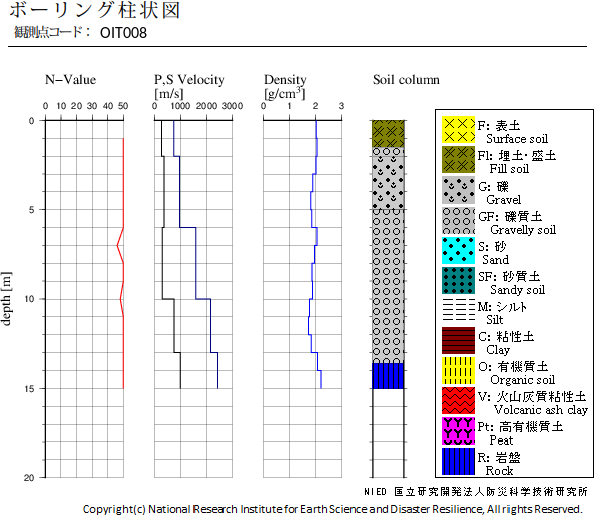 ボーリング柱状図
観測点コード： OIT008
N-Value
P,S Velocity
[m/s]
Density
[g/cm³]
Soil column
0 10 20 30 40 50
0 1000 2000 3000
0 1 2 3
0
5
10
15
20
depth [m]
F: 表土
Surface soil
Fl: 埋土・盛土
Fill soil
G: 礫
Gravel
GF: 礫質土
Gravelly soil
S: 砂
Sand
SF: 砂質土
Sandy soil
M: シルト
Silt
C: 粘性土
Clay
O: 有機質土
Organic soil
V: 火山灰質粘性土
Volcanic ash clay
Pt: 高有機質土
Peat
R: 岩盤
Rock
NIED 国立研究開発法人防災科学技術研究所
Copyright(c) National Research Institute for Earth Science and Disaster Resilience, All rights Reserved.